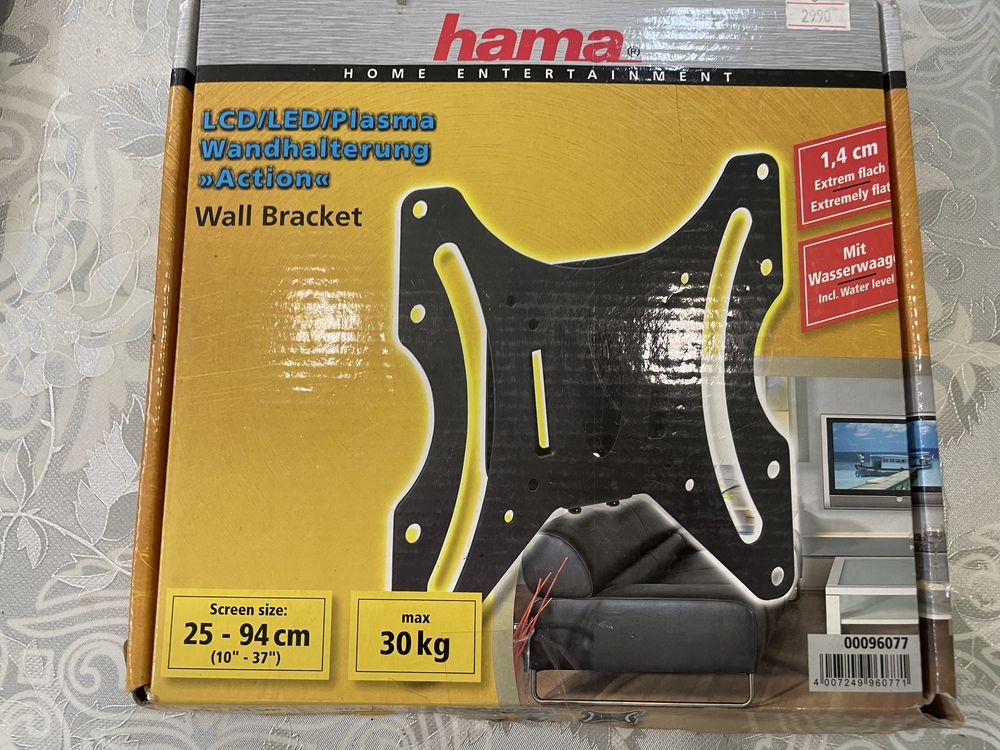 2990
hama®
HOME ENTERTAINMENT
LCD/LED/Plasma
Wandhalterung
»Action«
Wall Bracket
1,4 cm
Extrem flach
Extremely flat
Mit
Wasserwaage
Incl. Water level
Screen size:
25 - 94 cm
(10" - 37")
max
30 kg
00096077
4 007249 960771